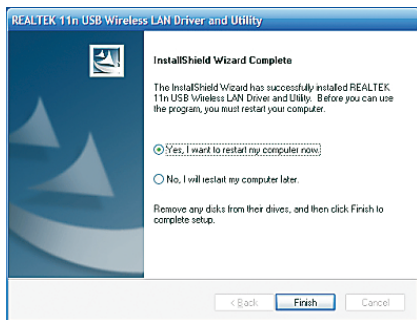 REALTEK 11n USB Wireless LAN Driver and Utility
InstallShield Wizard Complete
The InstallShield Wizard has successfully installed REALTEK
11n USB Wireless LAN Driver and Utility. Before you can use
the program, you must restart your computer.
Yes, I want to restart my computer now.
No, I will restart my computer later.
Remove any disks from their drives, and then click Finish to
complete setup.
< Back Finish Cancel